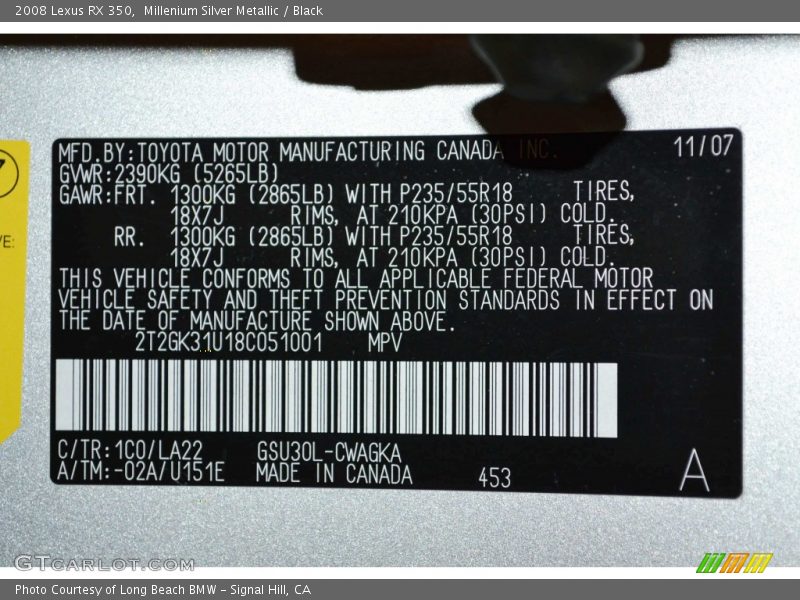 2008 Lexus RX 350,  Millenium Silver Metallic / Black
MFD.BY:TOYOTA MOTOR MANUFACTURING CANADA INC.    11/07
GVWR:2390KG (5265LB)
GAWR:FRT. 1300KG (2865LB) WITH P235/55R18 TIRES,
18X7J RIMS, AT 210KPA (30PSI) COLD.
RR. 1300KG (2865LB) WITH P235/55R18 TIRES,
18X7J RIMS, AT 210KPA (30PSI) COLD.
THIS VEHICLE CONFORMS TO ALL APPLICABLE FEDERAL MOTOR
VEHICLE SAFETY AND THEFT PREVENTION STANDARDS IN EFFECT ON
THE DATE OF MANUFACTURE SHOWN ABOVE.
2T2GK31U18C051001 MPV
C/TR:1C0/LA22 GSU30L-CWAGKA
A/TM:-02A/U151E MADE IN CANADA 453 A
VE:
GTCARLOT.COM
Photo Courtesy of Long Beach BMW - Signal Hill, CA